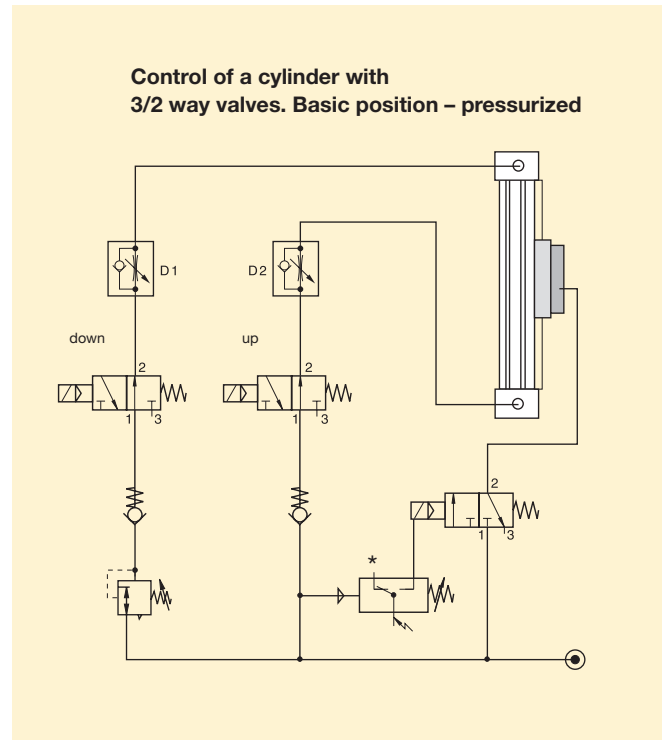 Control of a cylinder with
3/2 way valves. Basic position – pressurized
D1
D2
down
up
2
2
1
3
1
3
2
*
1
3